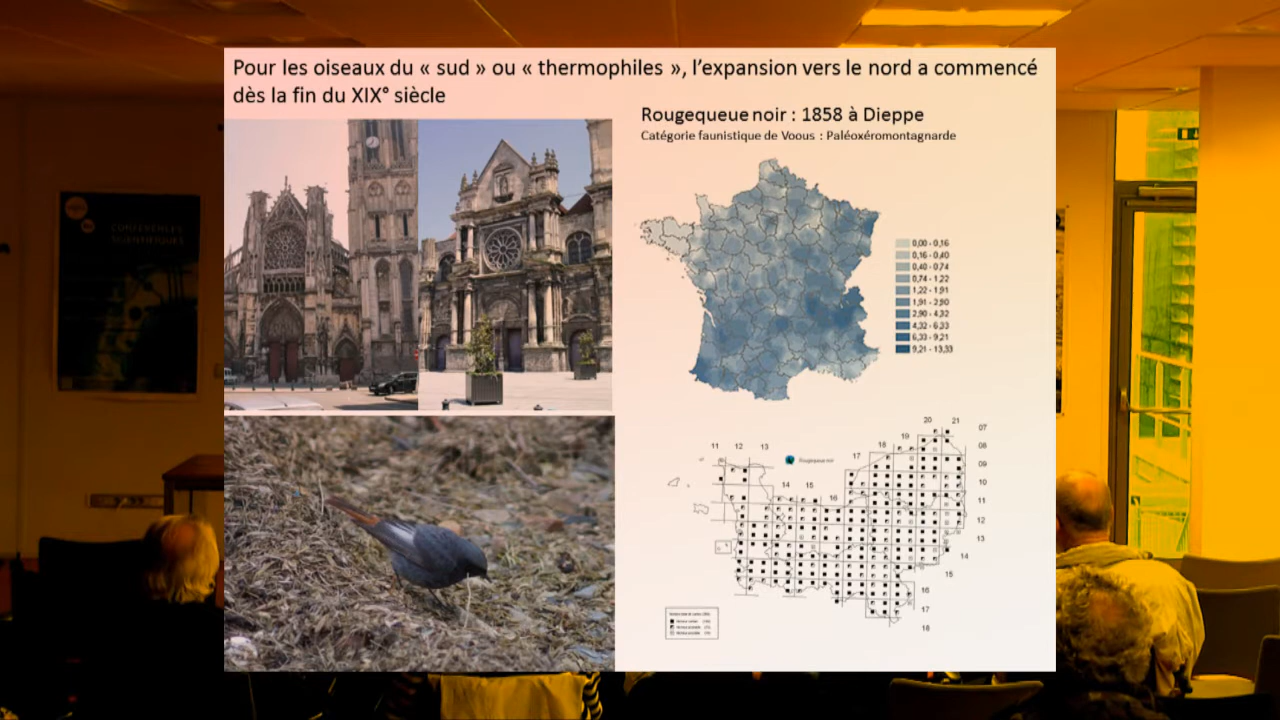 Pour les oiseaux du « sud » ou « thermophiles », l'expansion vers le nord a commencé
dès la fin du XIX° siècle
Rougequeue noir : 1858 à Dieppe
Catégorie faunistique de Voous : Paléoxéromontagnarde
0,00 - 0,16
0,16 - 0,40
0,40 - 0,74
0,74 - 1,22
1,22 - 1,91
1,91 - 2,90
2,90 - 4,32
4,32 - 6,33
6,33 - 9,21
9,21 - 13,33
CONFÉRENCES
SCIENTIFIQUES
20 21
07
19
18
08
11 12 13
17
Rougequeue noir
09
10
14 15
16
11
12
13
14
15
16
17
18